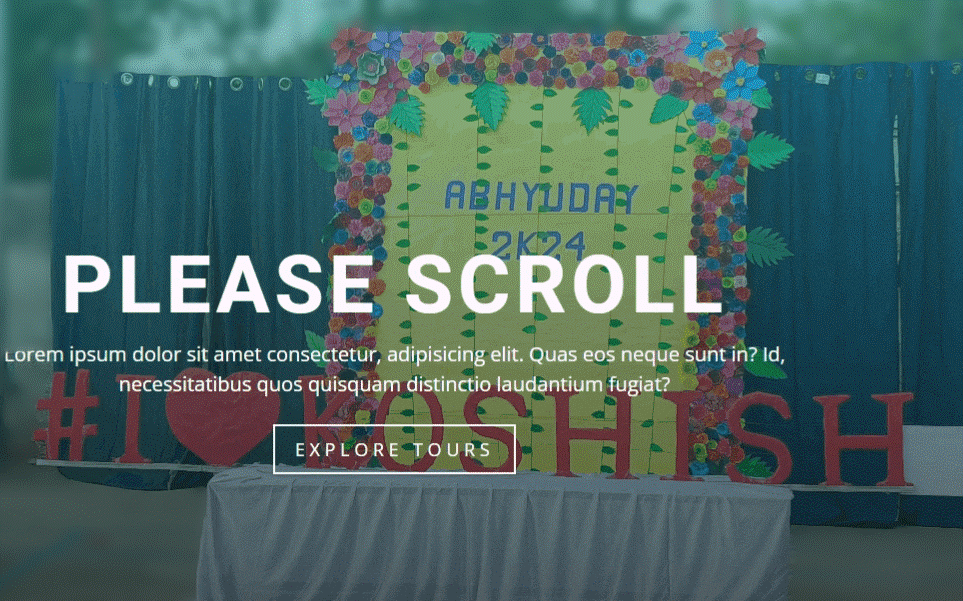 ABHYUDAY
2K24
PLEASE SCROLL
Lorem ipsum dolor sit amet consectetur, adipisicing elit. Quas eos neque sunt in? Id,
necessitatibus quos quisquam distinctio laudantium fugiat?
#I KOSHISH
EXPLORE TOURS